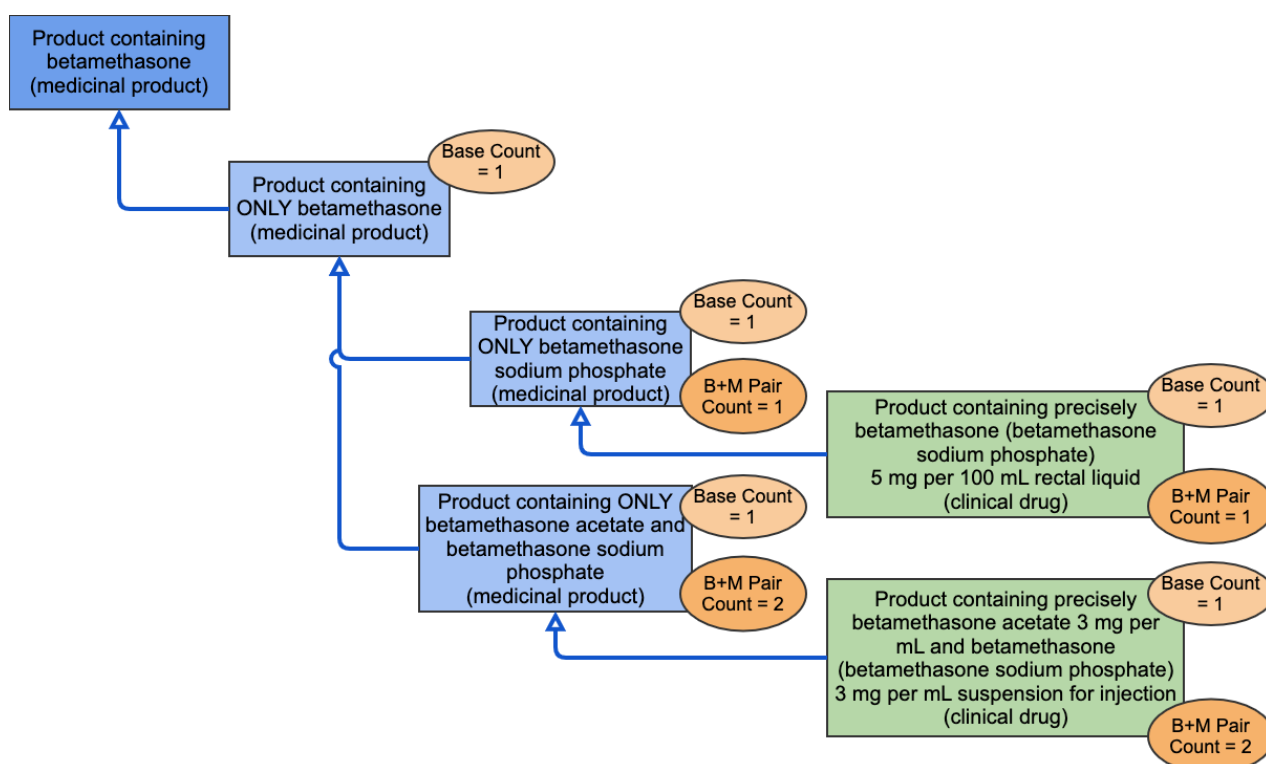 Product containing
betamethasone
(medicinal product)
Base Count
= 1
Product containing
ONLY betamethasone
(medicinal product)
Base Count
= 1
Product containing
ONLY betamethasone
sodium phosphate
(medicinal product)
B+M Pair
Count = 1
Base Count
= 1
Product containing precisely
betamethasone (betamethasone
sodium phosphate)
5 mg per 100 mL rectal liquid
(clinical drug)
B+M Pair
Count = 1
Base Count
= 1
Product containing ONLY
betamethasone acetate and
betamethasone sodium
phosphate
(medicinal product)
B+M Pair
Count = 2
Base Count
= 1
Product containing precisely
betamethasone acetate 3 mg per
mL and betamethasone
(betamethasone sodium phosphate)
3 mg per mL suspension for injection
(clinical drug)
B+M Pair
Count = 2